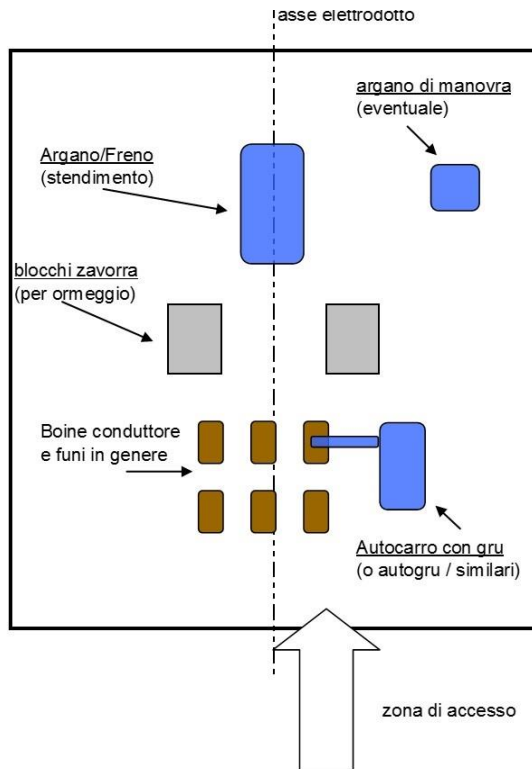 asse elettrodotto
argano di manovra
(eventuale)
Argano/Freno
(stendimento)
blocchi zavorra
(per ormeggio)
Boine conduttore
e funi in genere
Autocarro con gru
(o autogru / similari)
zona di accesso